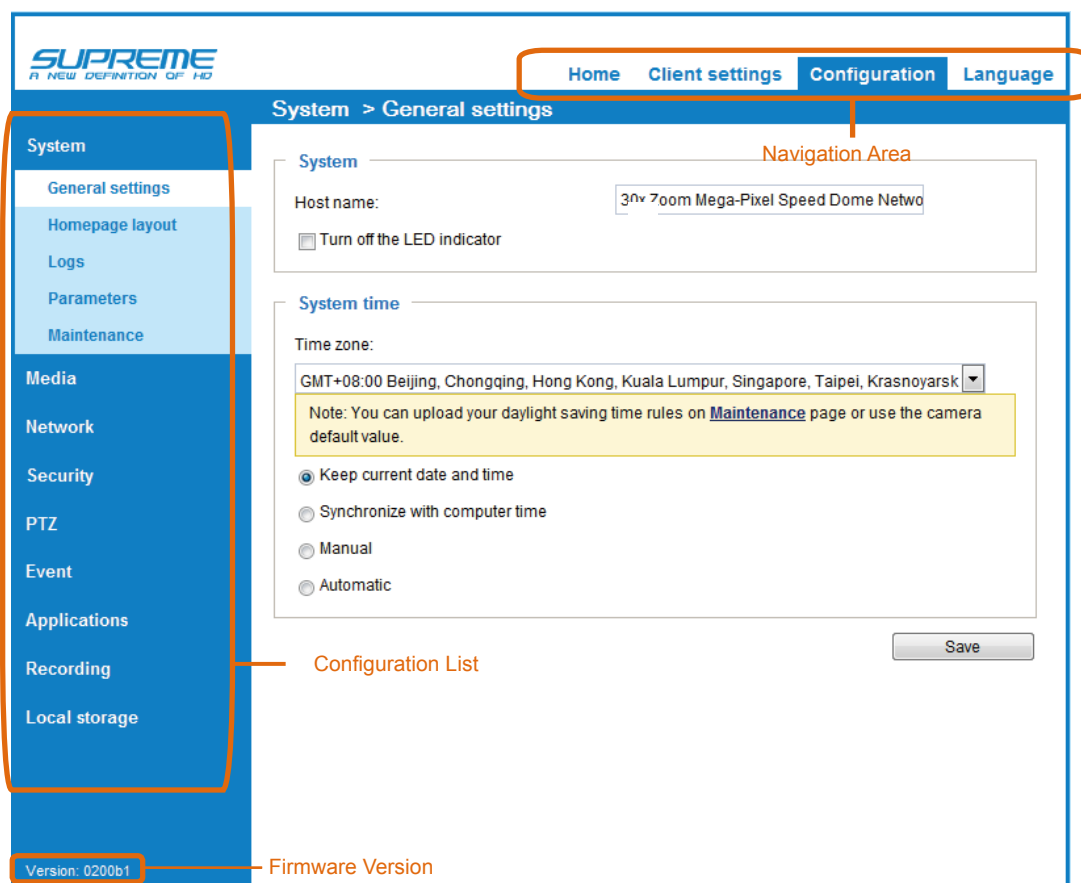 SUPREME
A NEW DEFINITION OF HD
Home Client settings Configuration Language
System > General settings
Navigation Area
System
General settings
Homepage layout
Logs
Parameters
Maintenance
Media
Network
Security
PTZ
Event
Applications
Recording
Local storage
Version: 0200b1
System
Host name:
30x Zoom Mega-Pixel Speed Dome Netwo
Turn off the LED indicator
System time
Time zone:
GMT+08:00 Beijing, Chongqing, Hong Kong, Kuala Lumpur, Singapore, Taipei, Krasnoyarsk
Note: You can upload your daylight saving time rules on Maintenance page or use the camera
default value.
Keep current date and time
Synchronize with computer time
Manual
Automatic
Save
Configuration List
Firmware Version